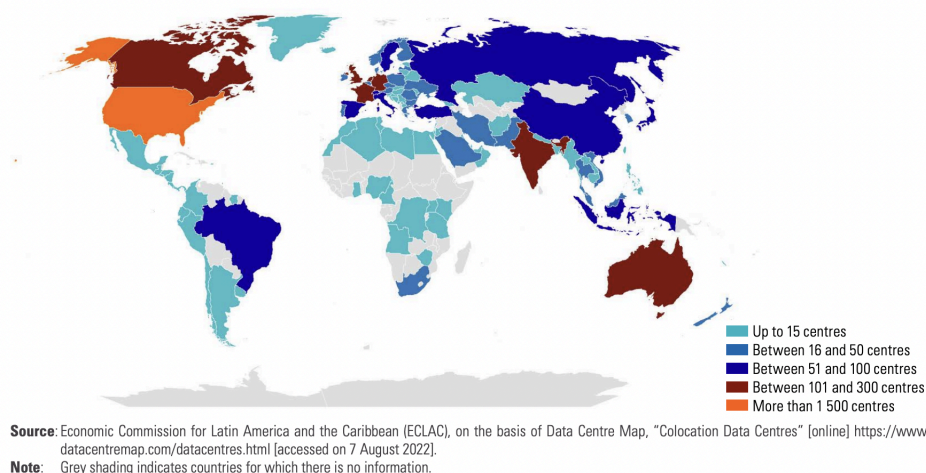 Up to 15 centres
Between 16 and 50 centres
Between 51 and 100 centres
Between 101 and 300 centres
More than 1 500 centres
Source: Economic Commission for Latin America and the Caribbean (ECLAC), on the basis of Data Centre Map, “Colocation Data Centres” [online] https://www
datacentremap.com/datacentres.html [accessed on 7 August 2022].
Note: Grey shading indicates countries for which there is no information.